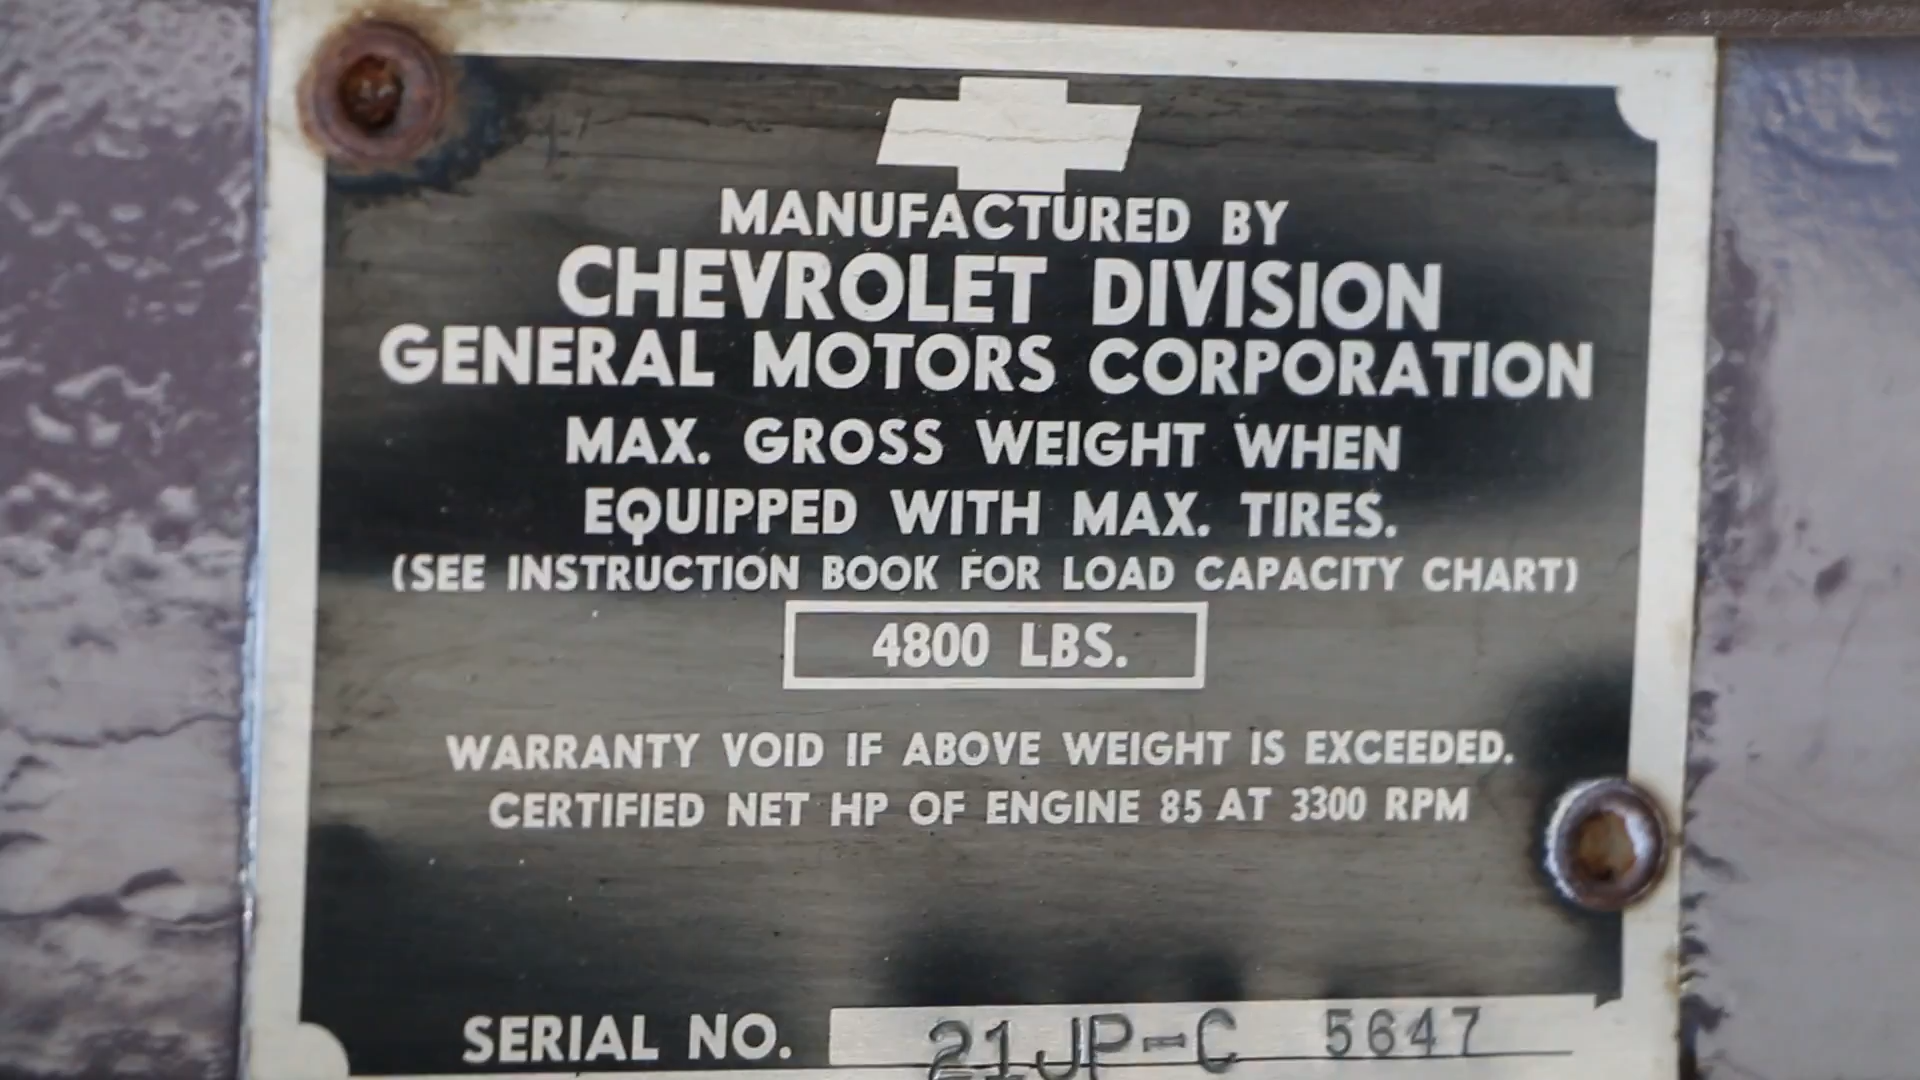 MANUFACTURED BY
CHEVROLET DIVISION
GENERAL MOTORS CORPORATION
MAX. GROSS WEIGHT WHEN
EQUIPPED WITH MAX. TIRES.
(SEE INSTRUCTION BOOK FOR LOAD CAPACITY CHART)
4800 LBS.
WARRANTY VOID IF ABOVE WEIGHT IS EXCEEDED.
CERTIFIED NET HP OF ENGINE 85 AT 3300 RPM
SERIAL NO. 21JP-C 5647